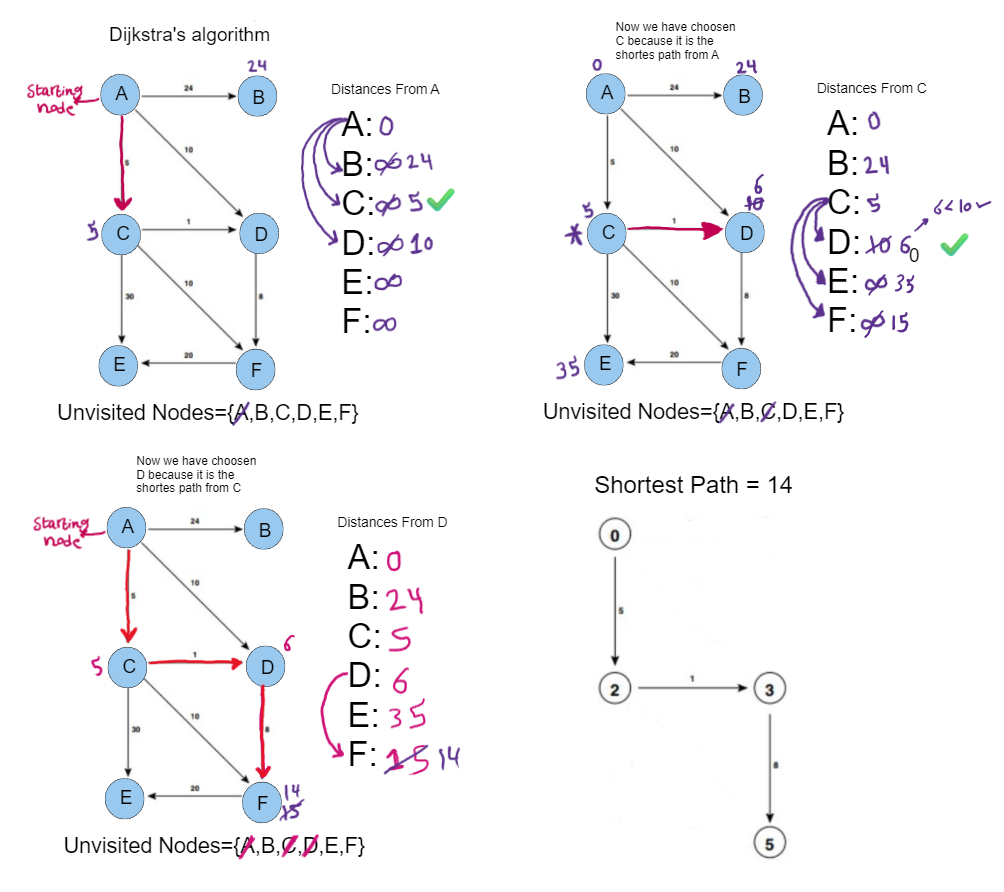 Dijkstra's algorithm
24
Starting
node
A
24
B
5
10
5
C
1
D
30
10
8
E
20
F
Distances From A
A: 0
B: ∞ 24
C: ∞ 5 ✓
D: ∞ 10
E: ∞
F: ∞
Unvisited Nodes={A,B,C,D,E,F}
Now we have choosen
C because it is the
shortes path from A
0
24
A
24
B
5
10
6
10
5
* C
1
D
30
10
8
35
E
20
F
Distances From C
A: 0
B: 24
C: 5
6<10 ✓
D: 10 6 0 ✓
E: ∞ 35
F: ∞ 15
Unvisited Nodes={A,B,C,D,E,F}
Now we have choosen
D because it is the
shortes path from C
Starting
node
A
24
B
5
10
6
5
C
1
D
30
10
8
E
20
F
14
15
Distances From D
A: 0
B: 24
C: 5
D: 6
E: 35
F: 15 14
Unvisited Nodes={A,B,C,D,E,F}
Shortest Path = 14
0
5
2
1
3
8
5